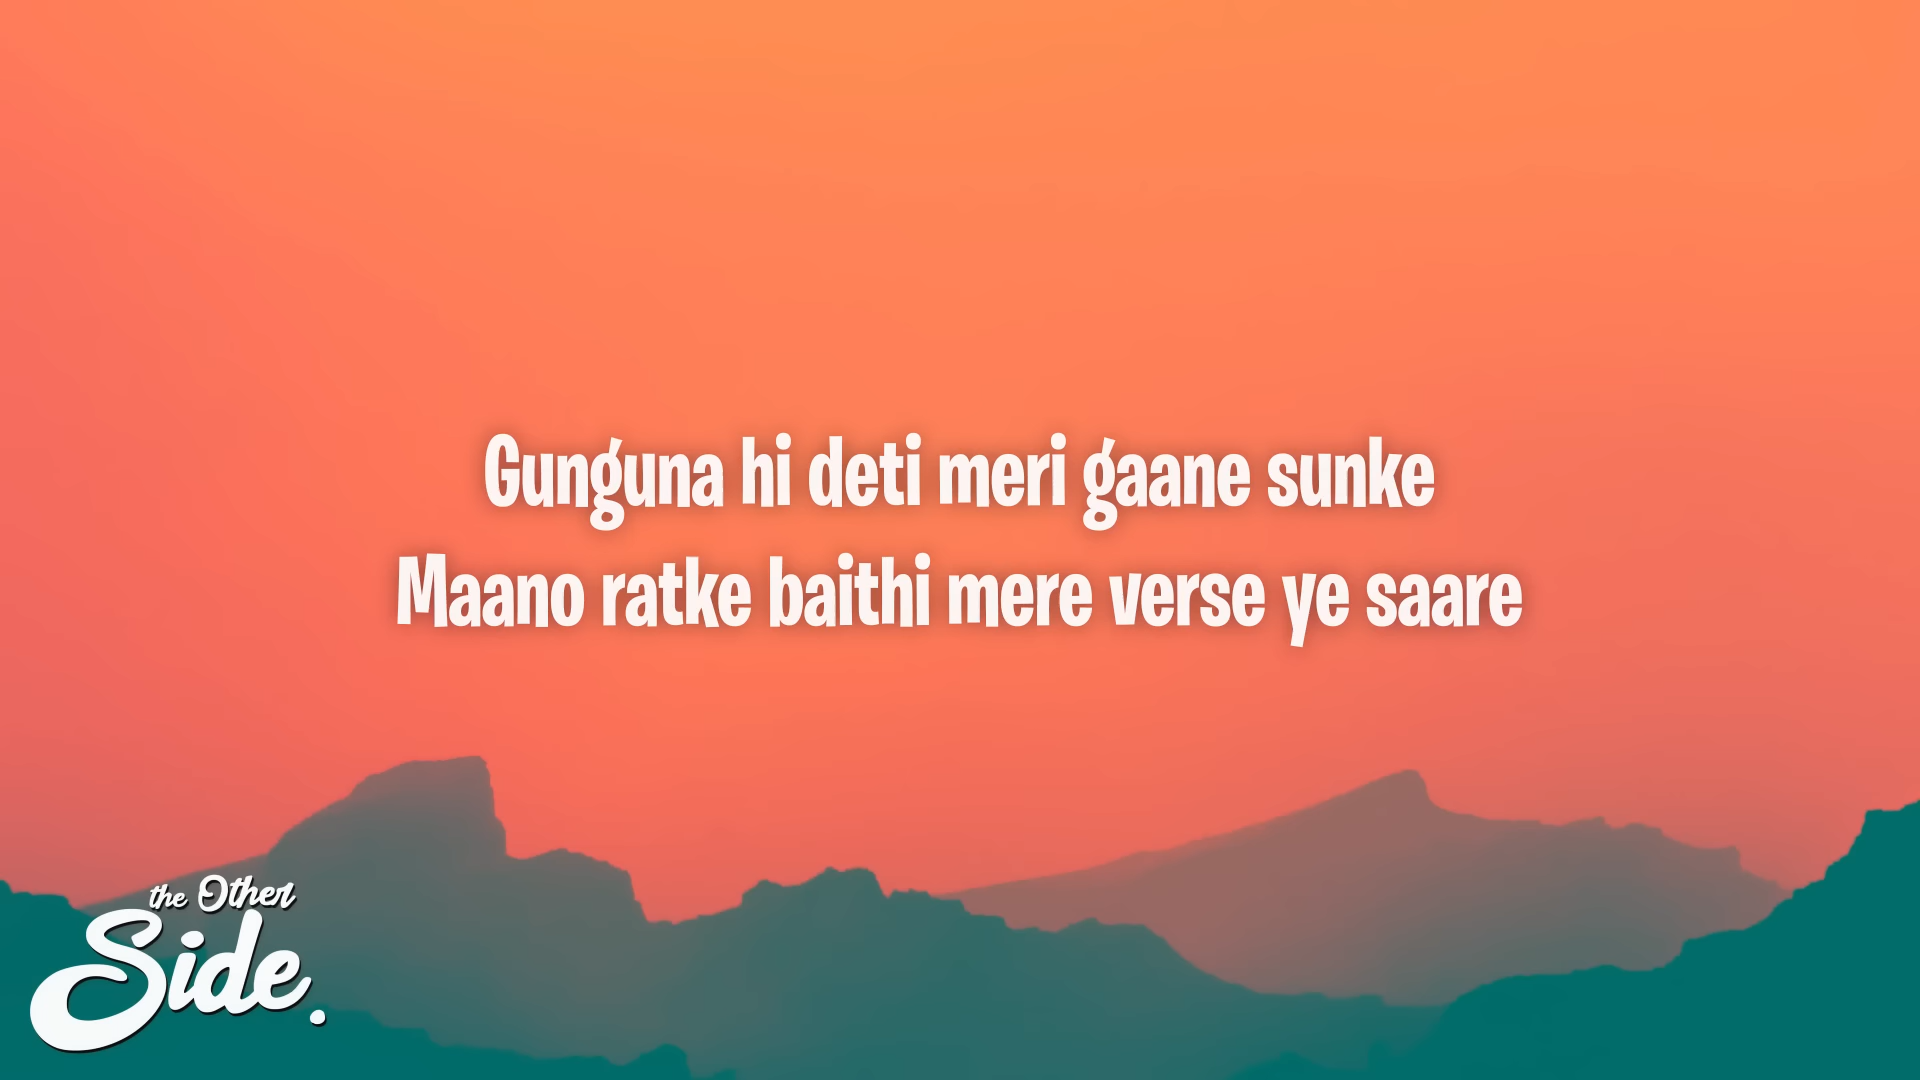 Gunguna hi deti meri gaane sunke
Maano ratke baithi mere verse ye saare
the Other
Side.